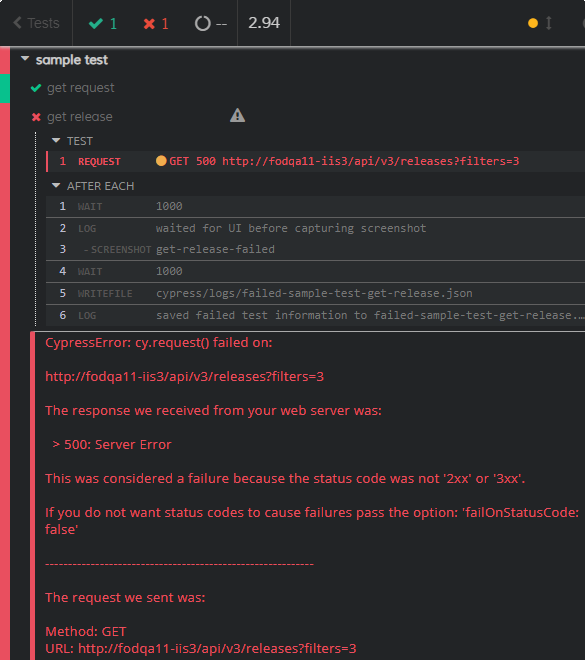 Tests 1 1 -- 2.94
sample test
get request
get release
TEST
1 REQUEST GET 500 http://fodqa11-iis3/api/v3/releases?filters=3
AFTER EACH
1 WAIT 1000
2 LOG waited for UI before capturing screenshot
3 -SCREENSHOT get-release-failed
4 WAIT 1000
5 WRITEFILE cypress/logs/failed-sample-test-get-release.json
6 LOG saved failed test information to failed-sample-test-get-release.…
CypressError: cy.request() failed on:
http://fodqa11-iis3/api/v3/releases?filters=3
The response we received from your web server was:
> 500: Server Error
This was considered a failure because the status code was not '2xx' or '3xx'.
If you do not want status codes to cause failures pass the option: 'failOnStatusCode:
false'
-----------------------------------------------------------
The request we sent was:
Method: GET
URL: http://fodqa11-iis3/api/v3/releases?filters=3